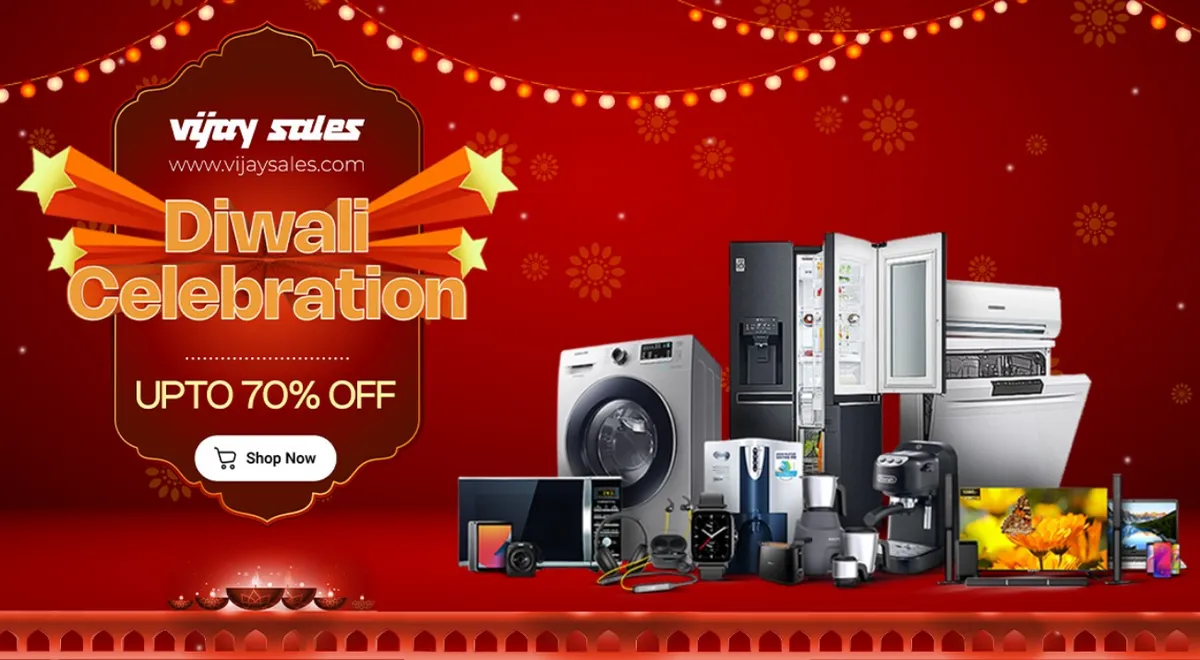 vijay sales
www.vijaysales.com
Diwali
Celebration
UPTO 70% OFF
Shop Now